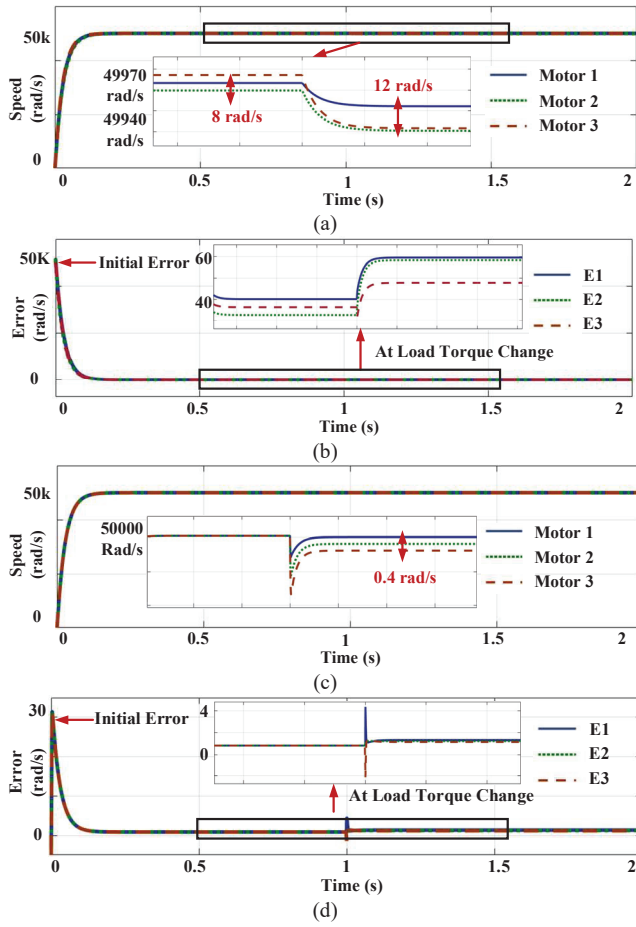 50k
0
Speed
(rad/s)
49970
rad/s
49940
rad/s
8 rad/s
12 rad/s
Motor 1
Motor 2
Motor 3
0 0.5 1 1.5 2
Time (s)
(a)
50K
0
Error
(rad/s)
Initial Error
60
40
E1
E2
E3
At Load Torque Change
0 0.5 1 1.5 2
Time (s)
(b)
50k
0
Speed
(rad/s)
50000
Rad/s
0.4 rad/s
Motor 1
Motor 2
Motor 3
0 0.5 1 1.5 2
Time (s)
(c)
30
0
Error
rad/s)
Initial Error
4
0
E1
E2
E3
At Load Torque Change
0 0.5 1 1.5 2
Time (s)
(d)